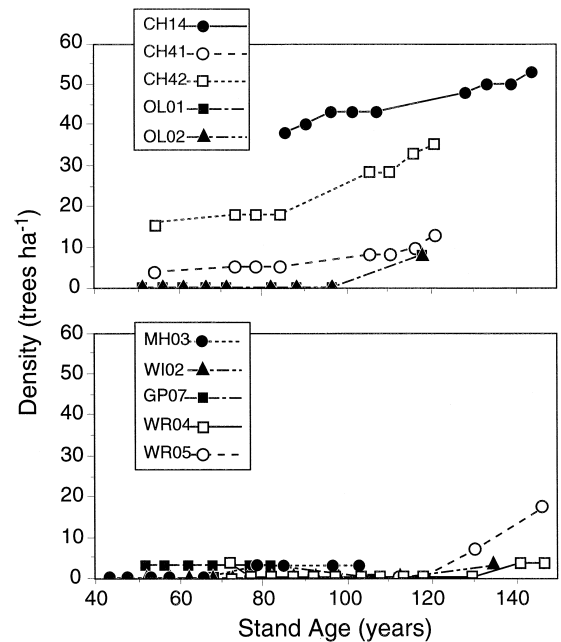 CH14
CH41
CH42
OL01
OL02
60
50
40
30
20
10
0
MH03
WI02
GP07
WR04
WR05
60
50
40
30
20
10
0
40 60 80 100 120 140
Density (trees ha-1)
Stand Age (years)